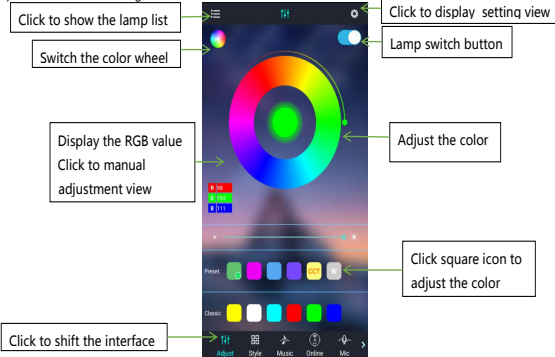 Click to show the lamp list
Click to display setting view
Switch the color wheel
Lamp switch button
Display the RGB value
Click to manual
adjustment view
Adjust the color
R 98
G
B 111
Preset CCT W
Click square icon to
adjust the color
Classic
Click to shift the interface
Adjust Style Music Online Mic